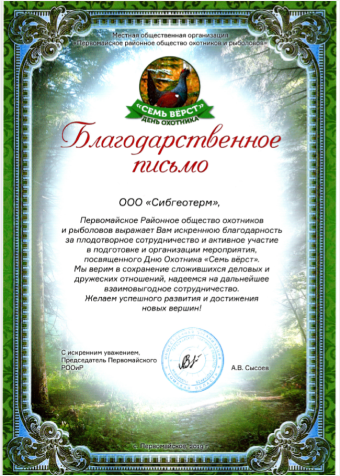 Местная общественная организация
«Первомайское районное общество охотников и рыболовов»
«СЕМЬ ВЁРСТ»
ДЕНЬ ОХОТНИКА
Благодарственное
письмо
ООО «Сибгеотерм»,
Первомайское Районное общество охотников
и рыболовов выражает Вам искреннюю благодарность
за плодотворное сотрудничество и активное участие
в подготовке и организации мероприятия,
посвященного Дню Охотника «Семь вёрст».
Мы верим в сохранение сложившихся деловых и
дружеских отношений, надеемся на дальнейшее
взаимовыгодное сотрудничество.
Желаем успешного развития и достижения
новых вершин!
С искренним уважением,
Председатель Первомайского
РООиР
А.В. Сысоев
с. Первомайское